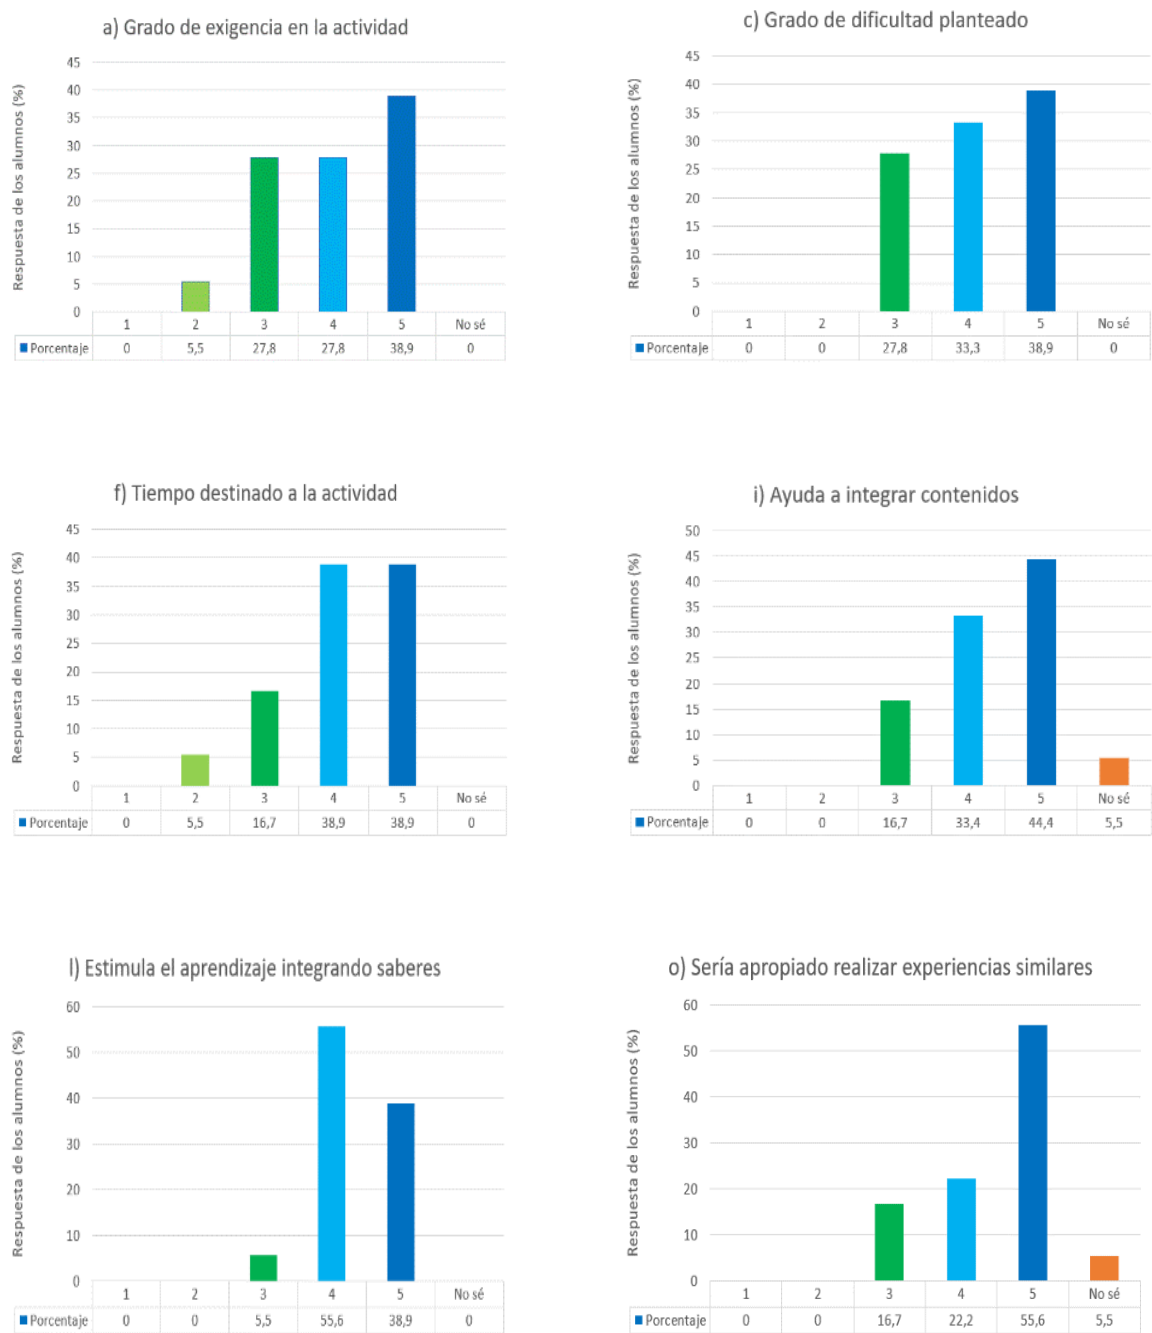 a) Grado de exigencia en la actividad
Respuesta de los alumnos (%)
45
40
35
30
25
20
15
10
5
0
1 2 3 4 5 No sé
Porcentaje 0 5,5 27,8 27,8 38,9 0
c) Grado de dificultad planteado
Respuesta de los alumnos (%)
45
40
35
30
25
20
15
10
5
0
1 2 3 4 5 No sé
Porcentaje 0 0 27,8 33,3 38,9 0
f) Tiempo destinado a la actividad
Respuesta de los alumnos (%)
45
40
35
30
25
20
15
10
5
0
1 2 3 4 5 No sé
Porcentaje 0 5,5 16,7 38,9 38,9 0
i) Ayuda a integrar contenidos
Respuesta de los alumnos (%)
50
45
40
35
30
25
20
15
10
5
0
1 2 3 4 5 No sé
Porcentaje 0 0 16,7 33,4 44,4 5,5
l) Estimula el aprendizaje integrando saberes
Respuesta de los alumnos (%)
60
50
40
30
20
10
0
1 2 3 4 5 No sé
Porcentaje 0 0 5,5 55,6 38,9 0
o) Sería apropiado realizar experiencias similares
Respuesta de los alumnos (%)
60
50
40
30
20
10
0
1 2 3 4 5 No sé
Porcentaje 0 0 16,7 22,2 55,6 5,5